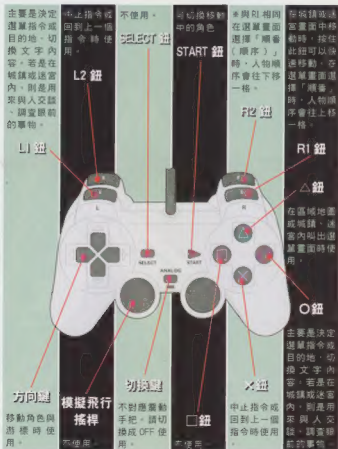 主要是決定
選單指令或
目的地、切
換文字內
容，若是在
城鎮或迷宮
內，則是用
來與人交談
、調查眼前
的事物。
L1 鈕
中止指令或
回到上一個
指令時使
用。
L2 鈕
不使用。
SELECT 鈕
可切換移動
中的角色
START 鈕
※與R1相同
在選單畫面
選擇「順番
（順序）」
時，人物順
序會往下移
一格。
R2 鈕
在城鎮或迷
宮畫面中移
動時，按住
此鈕可以快
速移動。在
選單畫面選
擇「順番」
時，人物順
序會往上移
一格。
R1 鈕
△鈕
在區域地圖
或城鎮、迷
宮內叫出選
單畫面時使
用。
○鈕
主要是決定
選單指令或
目的地、切
換文字內
容，若是在
城鎮或迷宮
內，則是用
來與人交
談、調查眼
前的事物。
L
R
SELECT
START
ANALOG
方向鍵
移動角色與
游標時使
用。
模擬飛行
搖桿
不使用。
切換鍵
不對應震動
手把，請切
換成 OFF 使
用。
□鈕
不使用。
×鈕
中止指令或
回到上一個
指令時使用